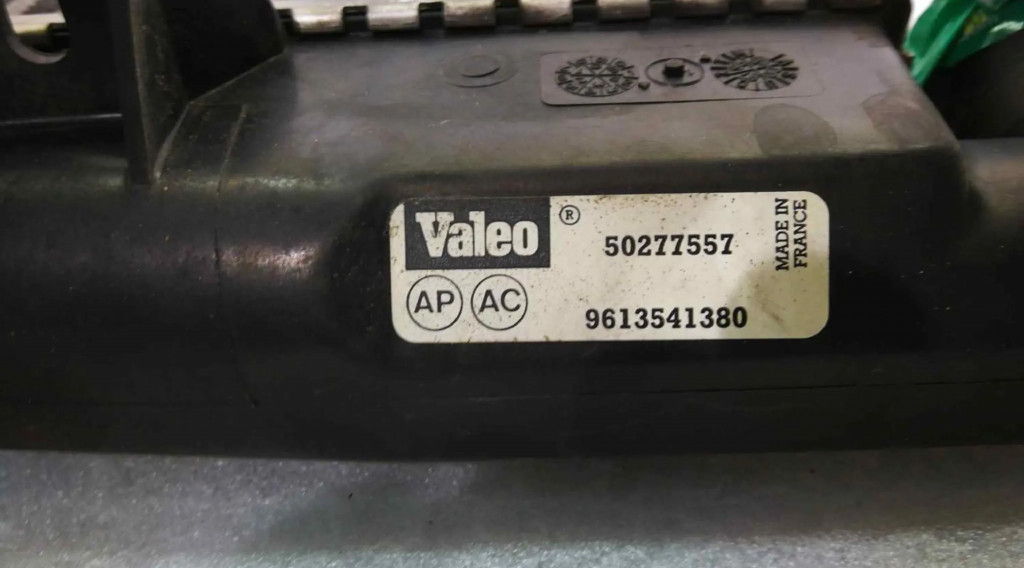 Valeo ®
50277557
AP AC
9613541380
MADE IN
FRANCE